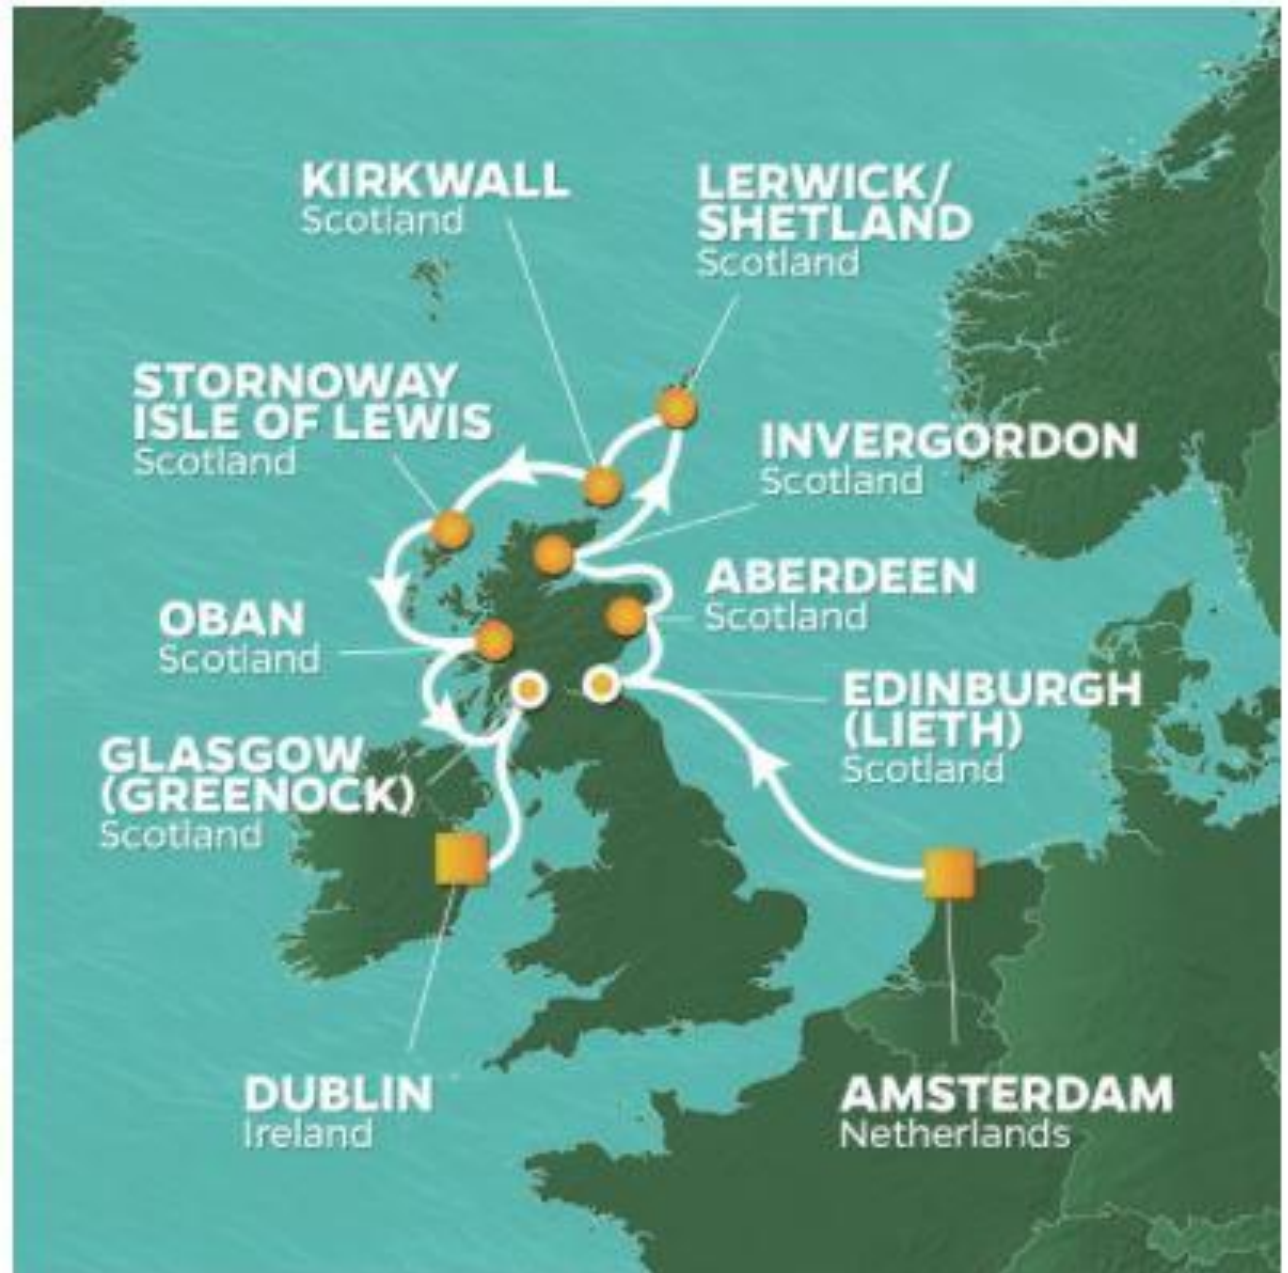 KIRKWALL
Scotland
LERWICK/
SHETLAND
Scotland
STORNOWAY
ISLE OF LEWIS
Scotland
INVERGORDON
Scotland
ABERDEEN
Scotland
OBAN
Scotland
EDINBURGH
(LIETH)
Scotland
GLASGOW
(GREENOCK)
Scotland
DUBLIN
Ireland
AMSTERDAM
Netherlands